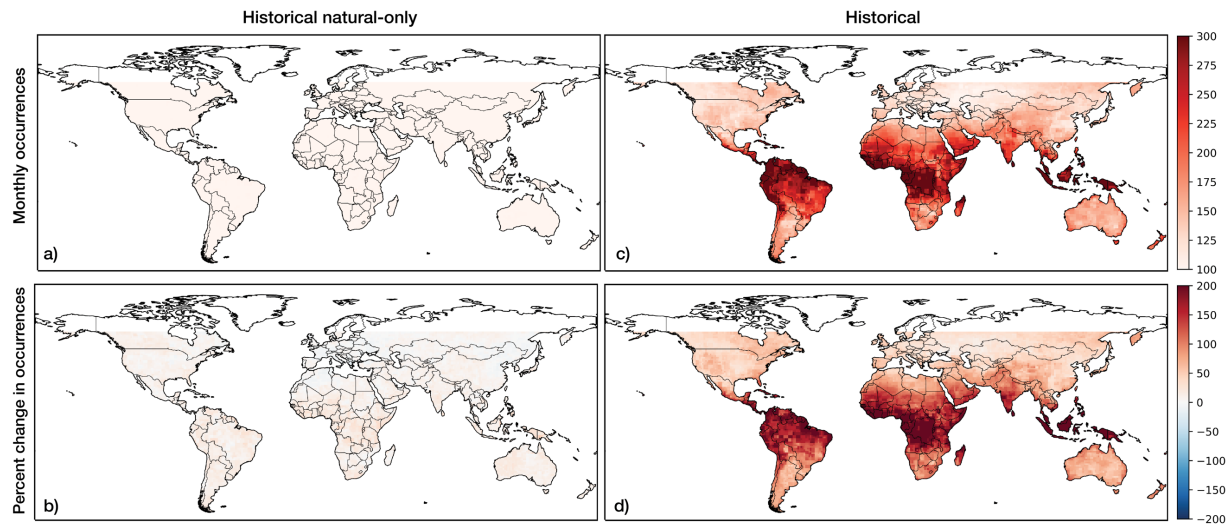 Historical natural-only
Historical
Monthly occurrences
a)
c)
300
275
250
225
200
175
150
125
100
Percent change in occurrences
b)
d)
200
150
100
50
0
−50
−100
−150
−200